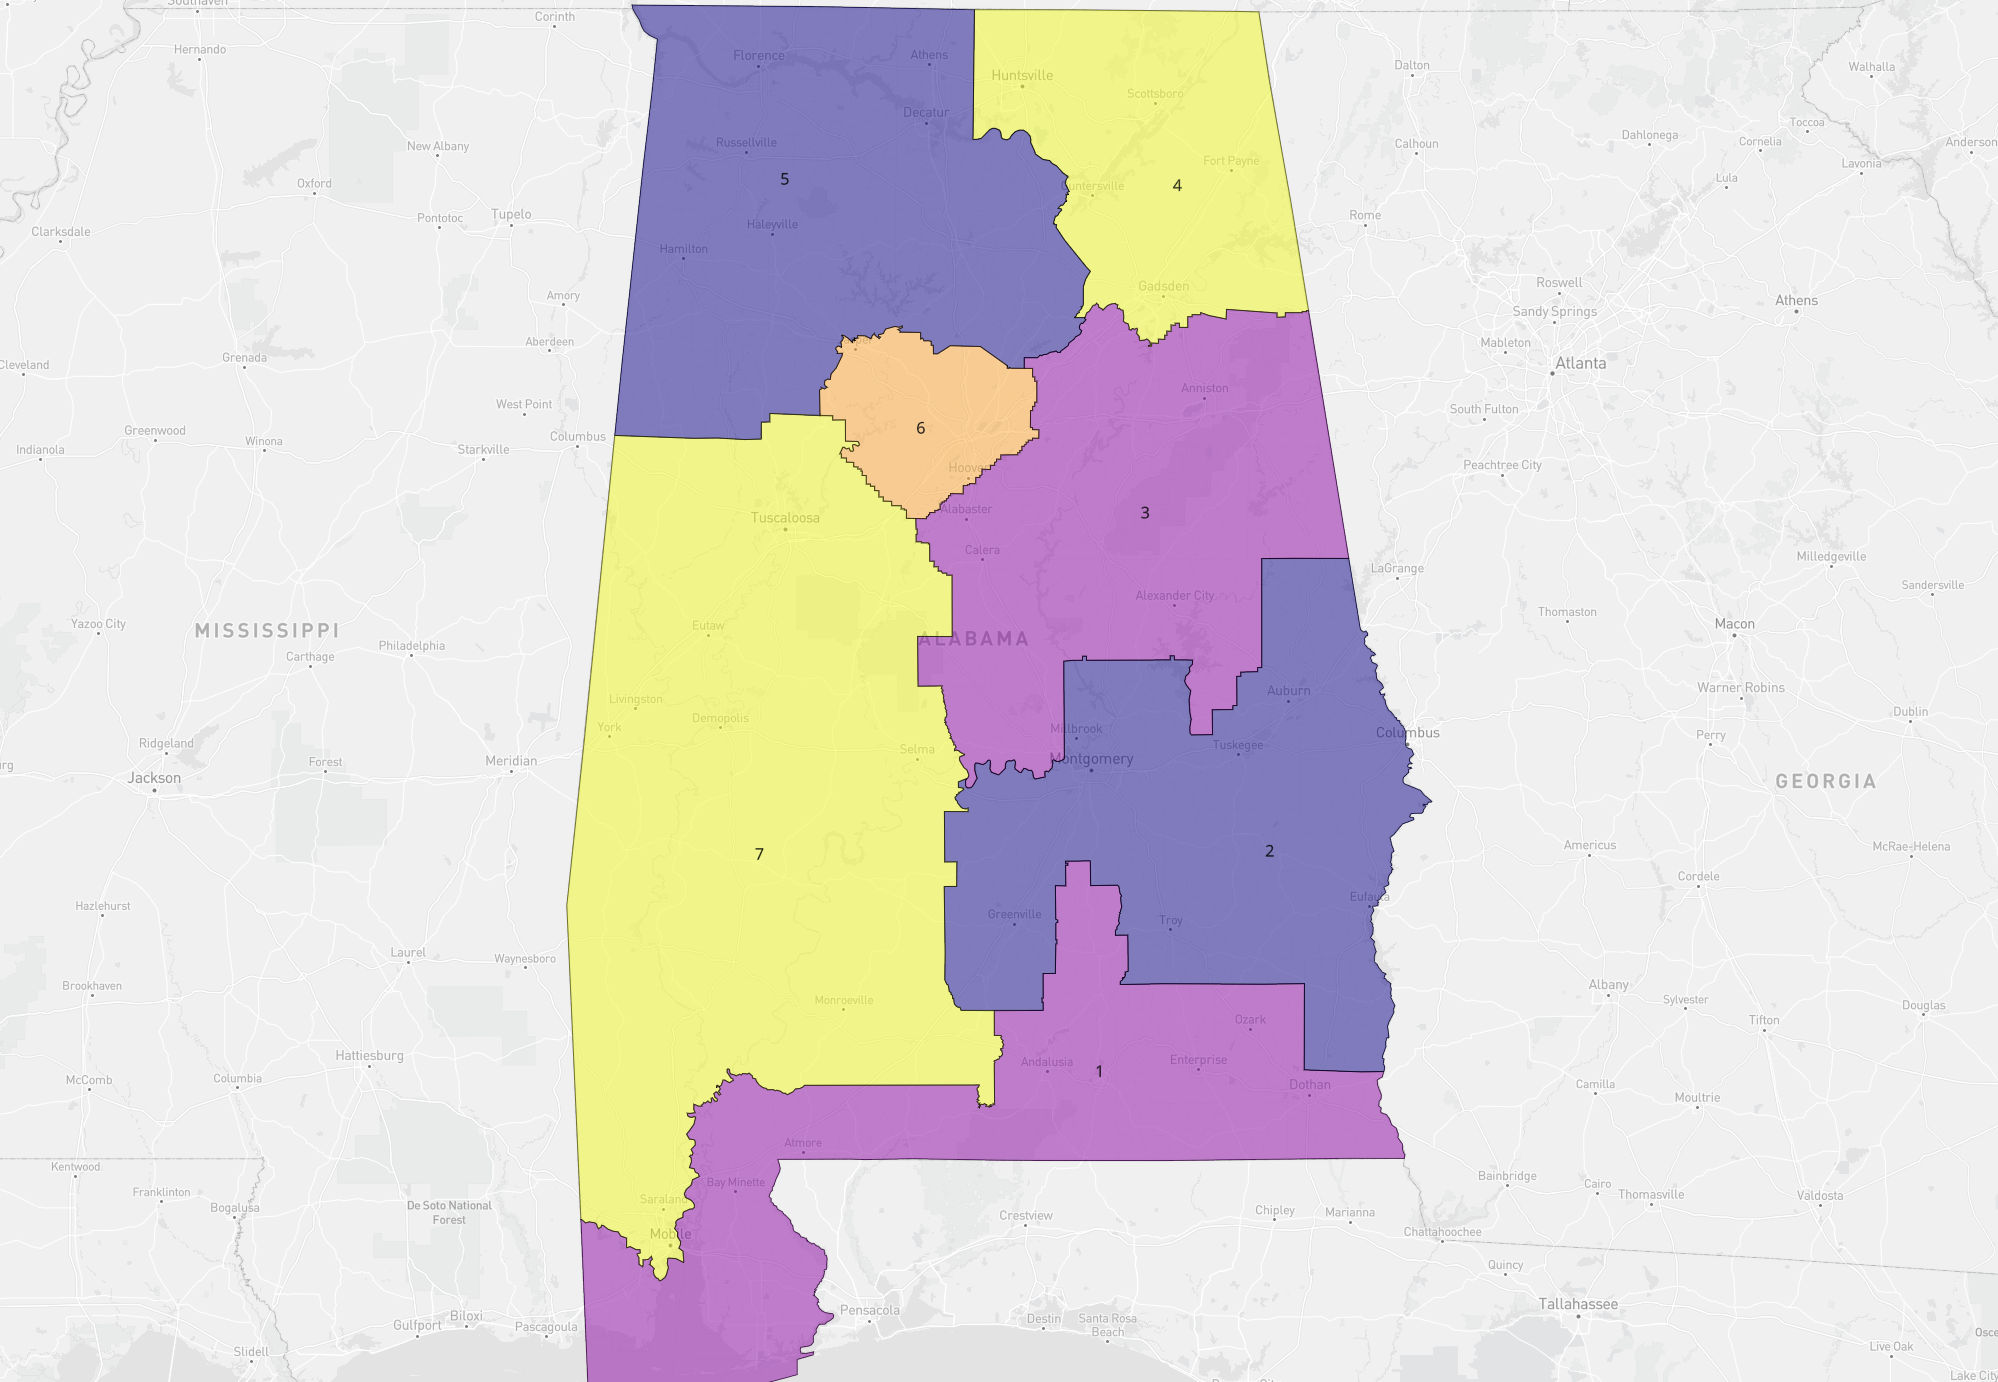 Southaven
Corinth
Hernando
Florence
Athens
Huntsville
Dalton
Walhalla
Scottsboro
Decatur
Toccoa
Dahlonega
Cornelia
Anderson
New Albany
Russellville
Calhoun
Fort Payne
Lavonia
Oxford
5
4
Guntersville
Lula
Pontotoc
Tupelo
Haleyville
Rome
Clarksdale
Hamilton
Gadsden
Roswell
Amory
Athens
Sandy Springs
Aberdeen
Mableton
Grenada
Cleveland
Atlanta
Anniston
West Point
South Fulton
Greenwood
6
Winona
Columbus
Indianola
Starkville
Hoover
Peachtree City
Alabaster
3
Tuscaloosa
Calera
Milledgeville
LaGrange
Sandersville
Alexander City
Thomaston
Yazoo City
MISSISSIPPI
Eutaw
ALABAMA
Macon
Philadelphia
Carthage
Warner Robins
Auburn
Livingston
Demopolis
York
Millbrook
Columbus
Dublin
Ridgeland
Selma
Tuskegee
Perry
Forest
Meridian
Montgomery
Jackson
GEORGIA
7
2
Americus
McRae-Helena
Cordele
Eufaula
Hazlehurst
Greenville
Troy
Laurel
Waynesboro
Brookhaven
Monroeville
Albany
Sylvester
Douglas
Ozark
Tifton
Hattiesburg
Andalusia
Enterprise
1
McComb
Columbia
Dothan
Camilla
Moultrie
Atmore
Kentwood
Bay Minette
Bainbridge
Franklinton
Saraland
Cairo
Thomasville
Valdosta
Bogalusa
De Soto National
Forest
Crestview
Chipley
Marianna
Mobile
Chattahoochee
Quincy
Tallahassee
Pensacola
Biloxi
Gulfport
Pascagoula
Destin
Santa Rosa
Beach
Slidell
Live Oak
Lake City